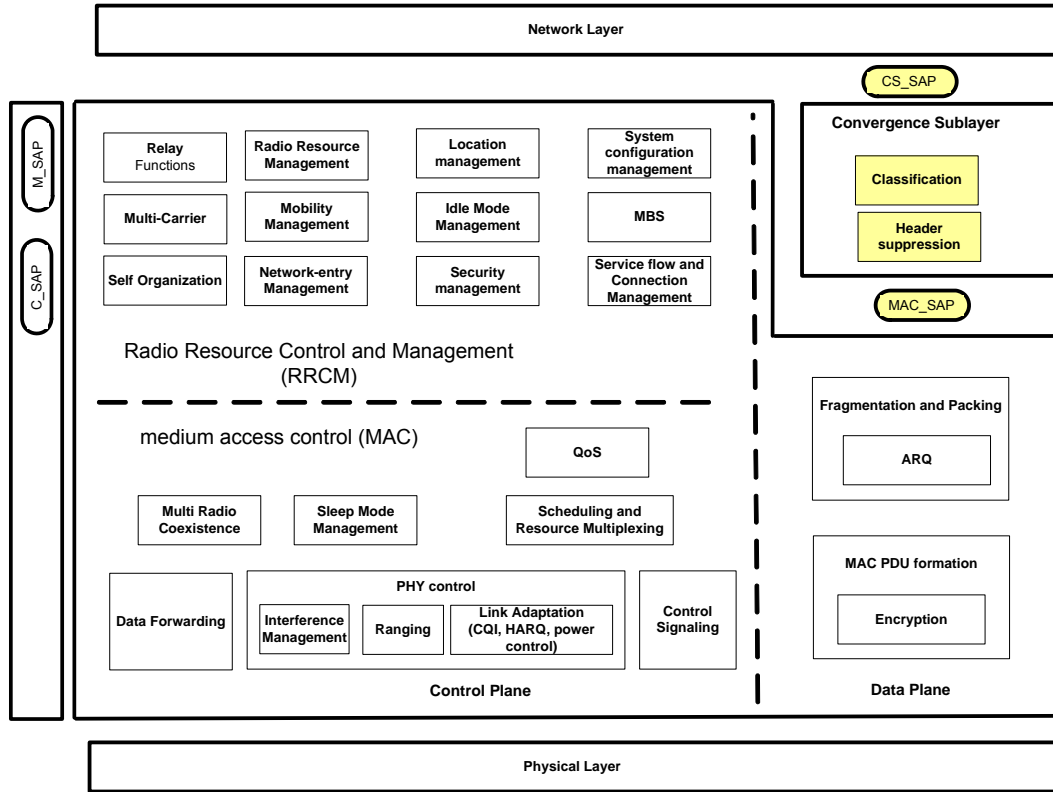 Network Layer
CS_SAP
M_SAP
C_SAP
Relay
Functions
Radio Resource
Management
Location
management
System
configuration
management
Multi-Carrier
Mobility
Management
Idle Mode
Management
MBS
Self Organization
Network-entry
Management
Security
management
Service flow and
Connection
Management
Radio Resource Control and Management
(RRCM)
Convergence Sublayer
Classification
Header
suppression
MAC_SAP
medium access control (MAC)
QoS
Multi Radio
Coexistence
Sleep Mode
Management
Scheduling and
Resource Multiplexing
Data Forwarding
PHY control
Interference
Management
Ranging
Link Adaptation
(CQI, HARQ, power
control)
Control
Signaling
Control Plane
Fragmentation and Packing
ARQ
MAC PDU formation
Encryption
Data Plane
Physical Layer